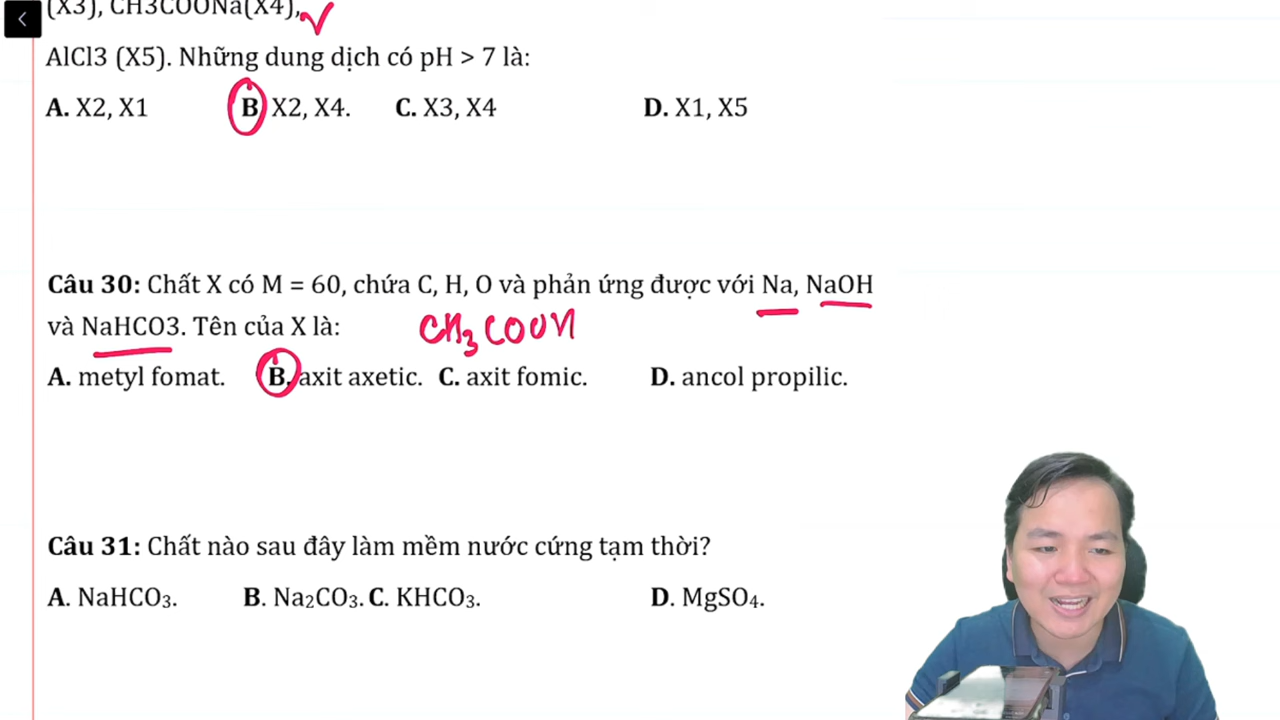 (X3), CH3COONa(X4),
AlCl3 (X5). Những dung dịch có pH > 7 là:
A. X2, X1 B. X2, X4. C. X3, X4 D. X1, X5
Câu 30: Chất X có M = 60, chứa C, H, O và phản ứng được với Na, NaOH
và NaHCO3. Tên của X là:
CH3COOH
A. metyl fomat. B. axit axetic. C. axit fomic. D. ancol propilic.
Câu 31: Chất nào sau đây làm mềm nước cứng tạm thời?
A. NaHCO₃. B. Na₂CO₃. C. KHCO₃. D. MgSO₄.